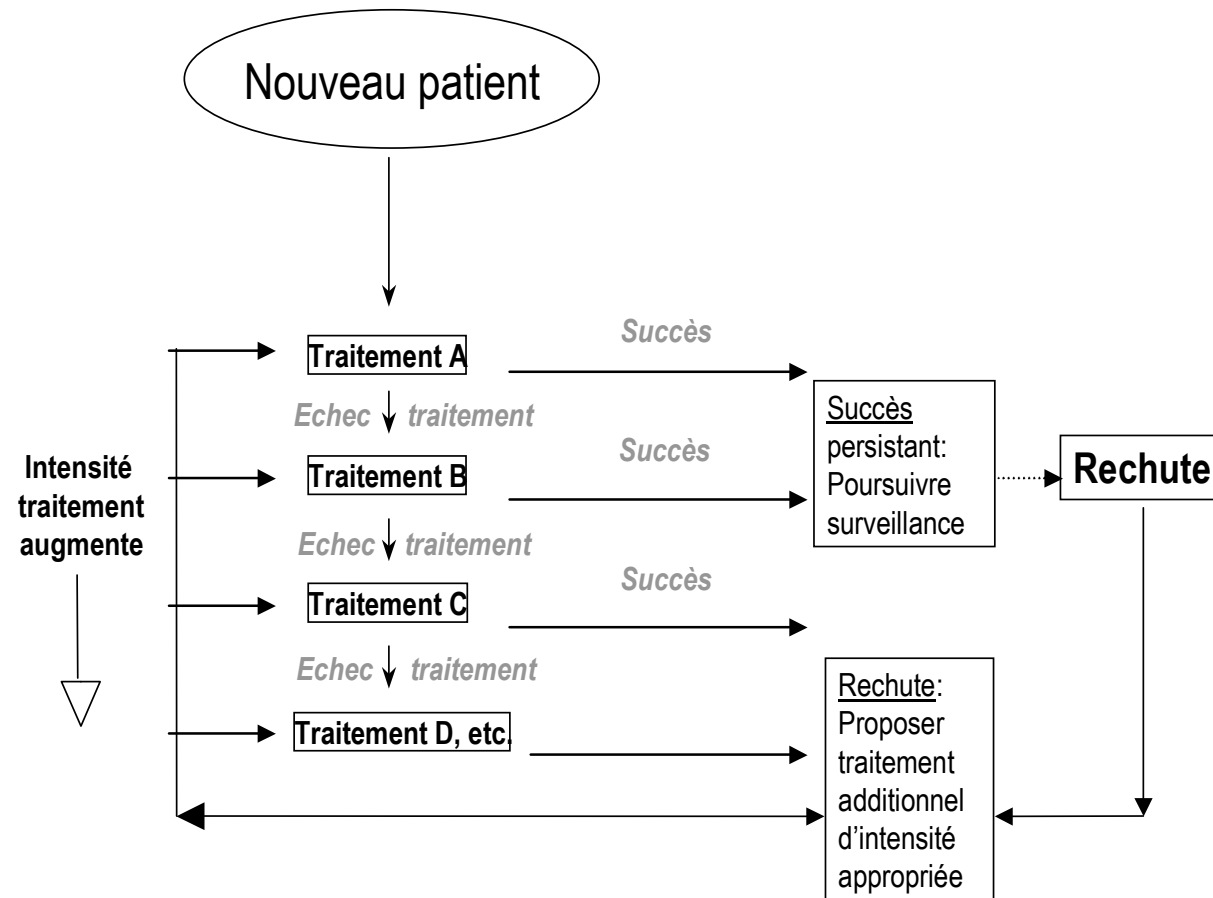 Nouveau patient
Succès
Traitement A
Echec traitement
Succès
Traitement B
Echec traitement
Succès
Traitement C
Echec traitement
Traitement D, etc.
Intensité
traitement
augmente
Succès
persistant:
Poursuivre
surveillance
Rechute
Rechute:
Proposer
traitement
additionnel
d'intensité
appropriée